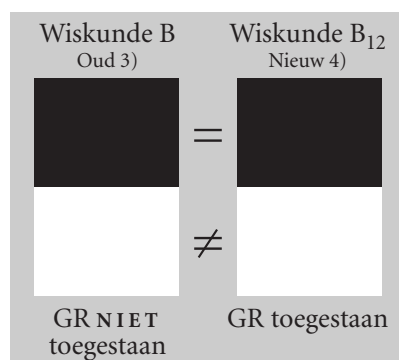 Wiskunde B
Oud 3)
Wiskunde B₁₂
Nieuw 4)
=
≠
GR NIET
toegestaan
GR toegestaan